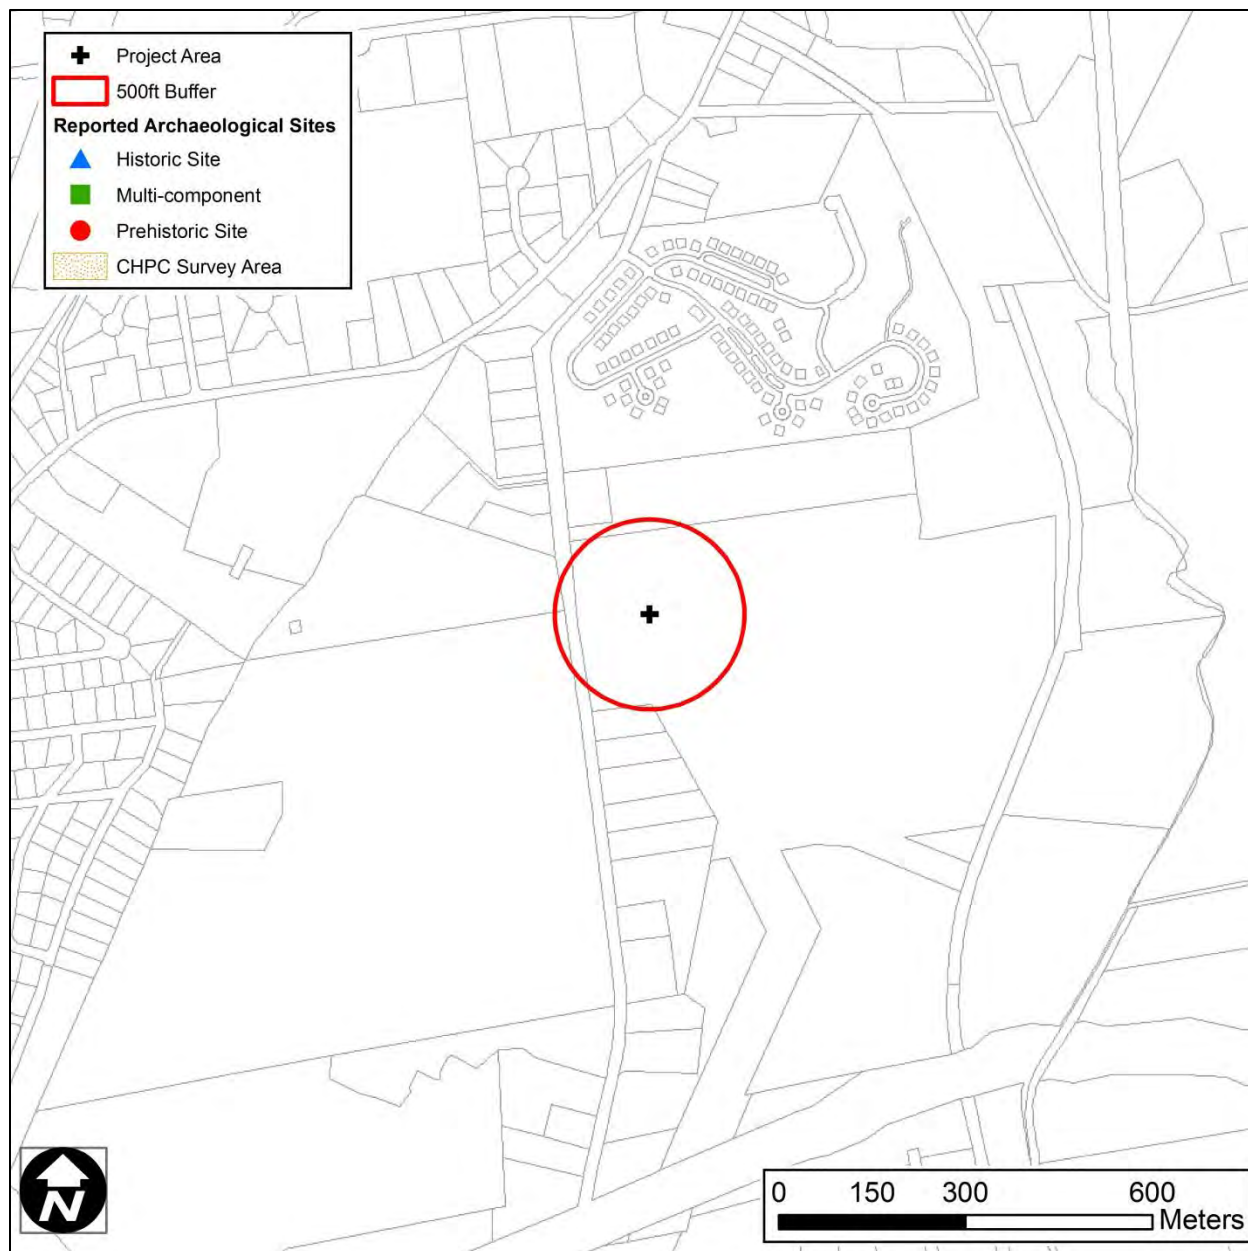 Project Area
500ft Buffer
Reported Archaeological Sites
Historic Site
Multi-component
Prehistoric Site
CHPC Survey Area
N
0 150 300 600
Meters